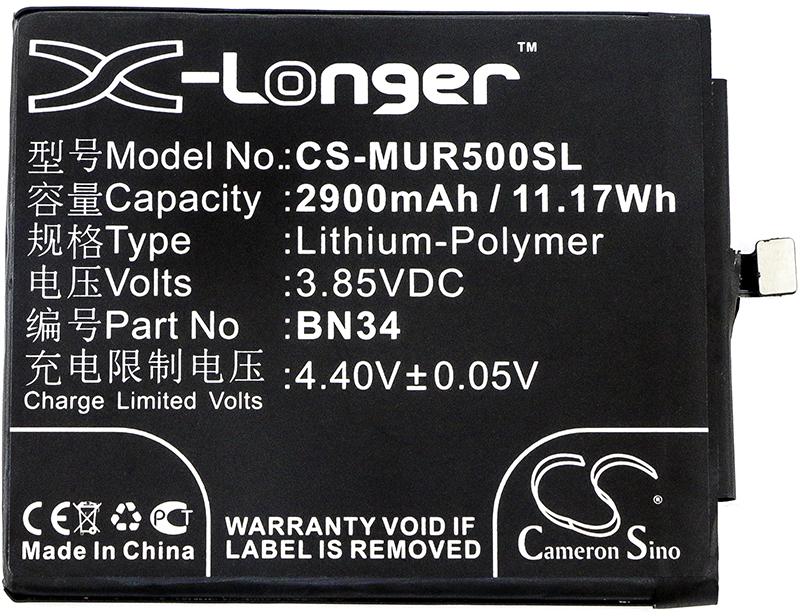 X-Longer™
型号Model No.: CS-MUR500SL
容量Capacity :2900mAh / 11.17Wh
规格Type :Lithium-Polymer
电压Volts :3.85VDC
编号Part No :BN34
充电限制电压 :4.40V±0.05V
Charge Limited Volts
CE PCT
Made In China
WARRANTY VOID IF
LABEL IS REMOVED
CS®
Cameron Sino